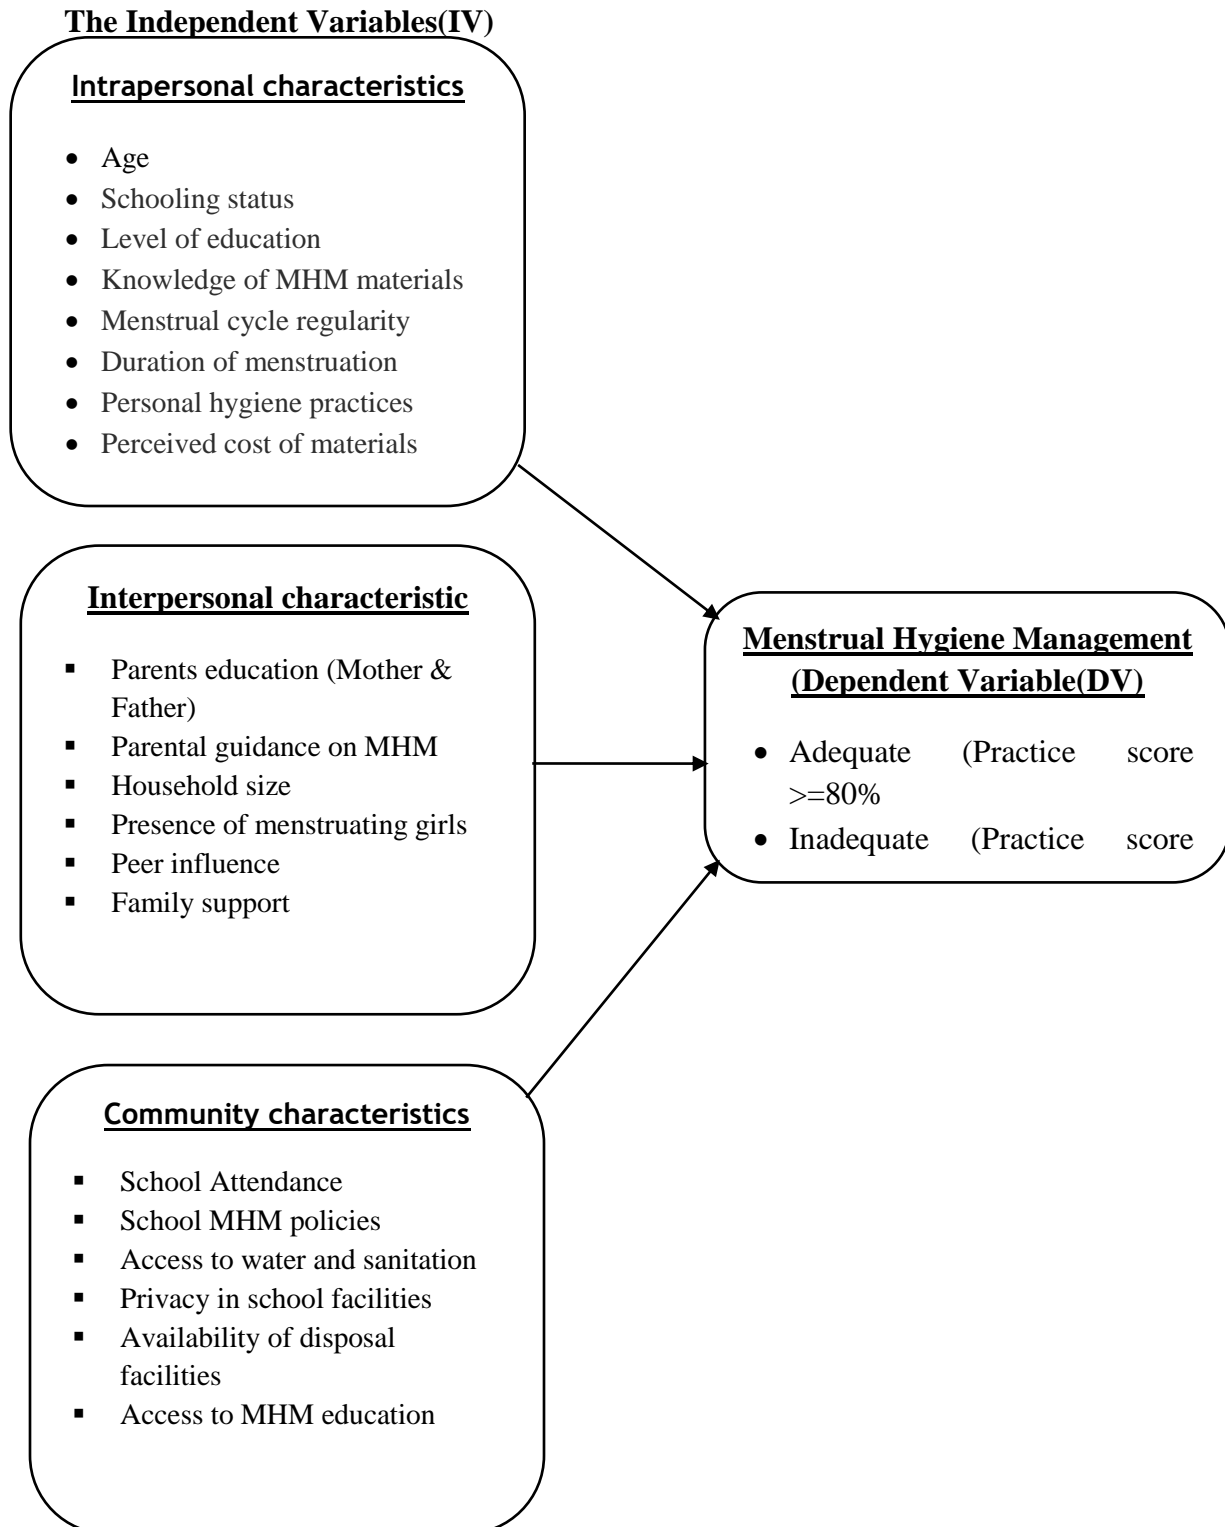 The Independent Variables(IV)
Intrapersonal characteristics
• Age
• Schooling status
• Level of education
• Knowledge of MHM materials
• Menstrual cycle regularity
• Duration of menstruation
• Personal hygiene practices
• Perceived cost of materials
Interpersonal characteristic
▪ Parents education (Mother &
Father)
▪ Parental guidance on MHM
▪ Household size
▪ Presence of menstruating girls
▪ Peer influence
▪ Family support
Menstrual Hygiene Management
(Dependent Variable(DV)
• Adequate (Practice score
>=80%
• Inadequate (Practice score
Community characteristics
▪ School Attendance
▪ School MHM policies
▪ Access to water and sanitation
▪ Privacy in school facilities
▪ Availability of disposal
facilities
▪ Access to MHM education